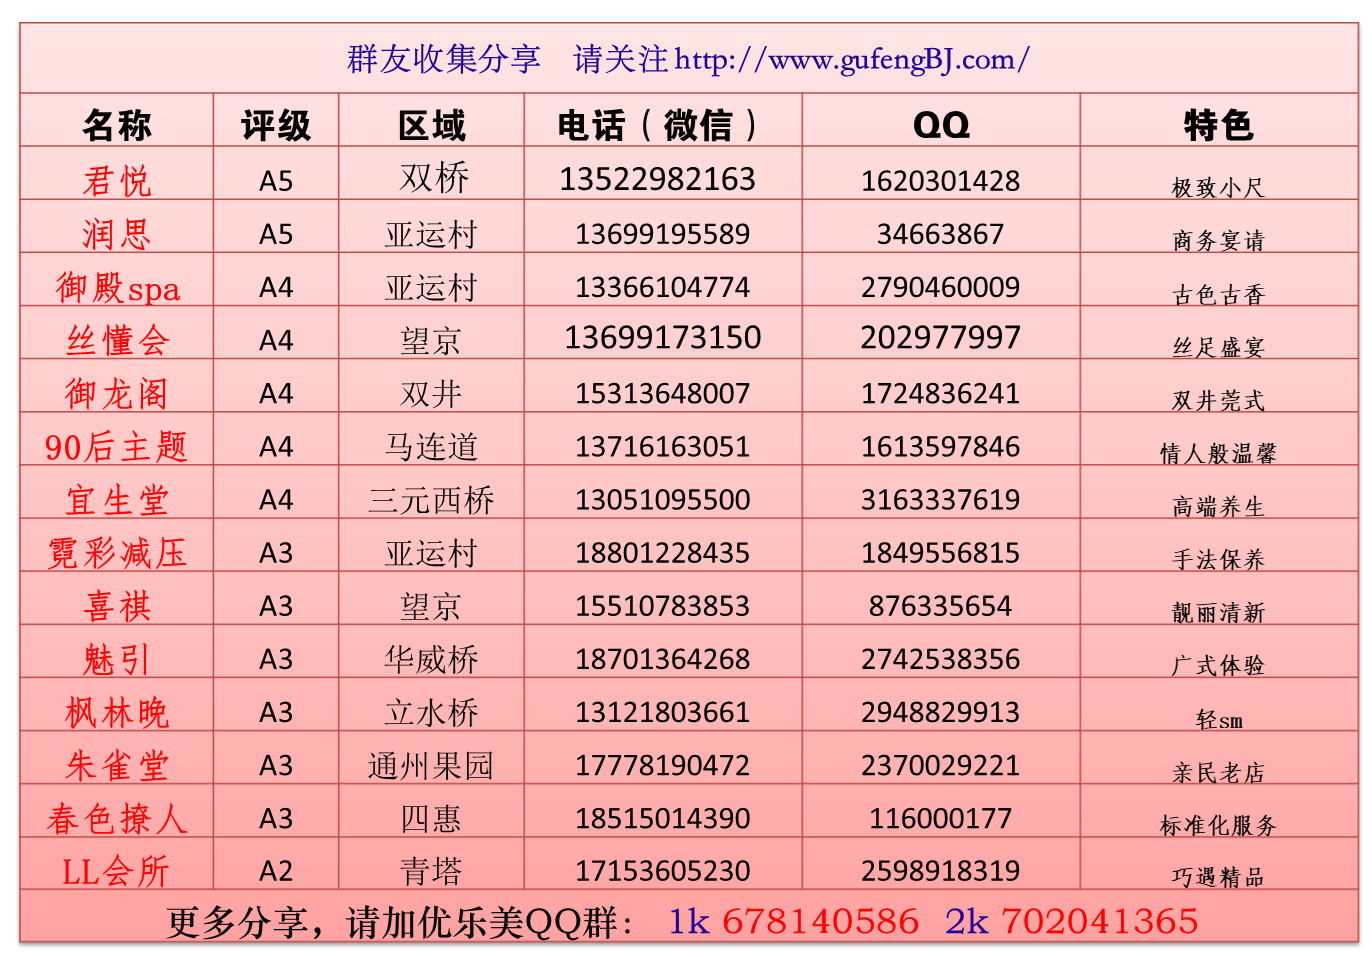 群友收集分享　请关注http://www.gufengBJ.com/
名称 评级 区域 电话（微信） QQ 特色
君悦 A5 双桥 13522982163 1620301428 极致小尺
润思 A5 亚运村 13699195589 34663867 商务宴请
御殿spa A4 亚运村 13366104774 2790460009 古色古香
丝懂会 A4 望京 13699173150 202977997 丝足盛宴
御龙阁 A4 双井 15313648007 1724836241 双井莞式
90后主题 A4 马连道 13716163051 1613597846 情人般温馨
宜生堂 A4 三元西桥 13051095500 3163337619 高端养生
霓彩减压 A3 亚运村 18801228435 1849556815 手法保养
喜祺 A3 望京 15510783853 876335654 靓丽清新
魅引 A3 华威桥 18701364268 2742538356 广式体验
枫林晚 A3 立水桥 13121803661 2948829913 轻sm
朱雀堂 A3 通州果园 17778190472 2370029221 亲民老店
春色撩人 A3 四惠 18515014390 116000177 标准化服务
LL会所 A2 青塔 17153605230 2598918319 巧遇精品
更多分享，请加优乐美QQ群： 1k 678140586 2k 702041365